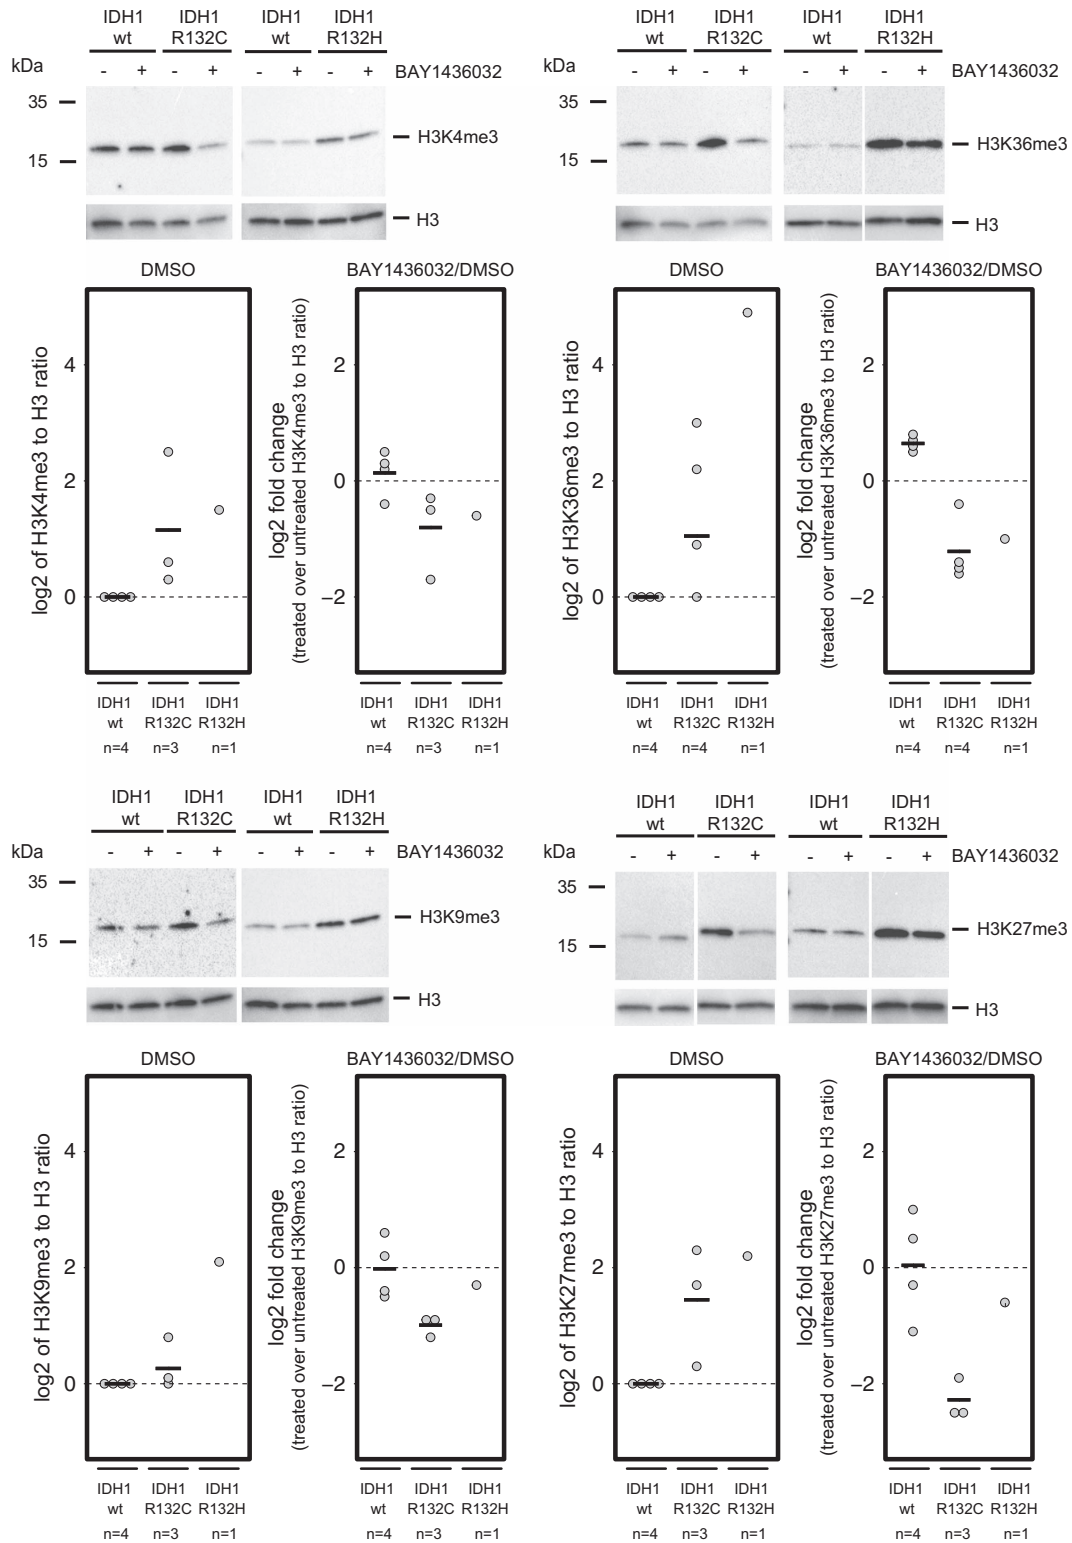 IDH1 wt
IDH1 R132C
IDH1 wt
IDH1 R132H
kDa
- + - + - + - + BAY1436032
35
15
H3K4me3
H3
DMSO
log2 of H3K4me3 to H3 ratio
4
2
0
IDH1 wt
IDH1 R132C
IDH1 R132H
n=4 n=3 n=1
BAY1436032/DMSO
log2 fold change
(treated over untreated H3K4me3 to H3 ratio)
2
0
−2
IDH1 wt
IDH1 R132C
IDH1 R132H
n=4 n=3 n=1
IDH1 wt
IDH1 R132C
IDH1 wt
IDH1 R132H
kDa
- + - + - + - + BAY1436032
35
15
H3K36me3
H3
DMSO
log2 of H3K36me3 to H3 ratio
4
2
0
IDH1 wt
IDH1 R132C
IDH1 R132H
n=4 n=4 n=1
BAY1436032/DMSO
log2 fold change
(treated over untreated H3K36me3 to H3 ratio)
2
0
−2
IDH1 wt
IDH1 R132C
IDH1 R132H
n=4 n=4 n=1
IDH1 wt
IDH1 R132C
IDH1 wt
IDH1 R132H
kDa
- + - + - + - + BAY1436032
35
15
H3K9me3
H3
DMSO
log2 of H3K9me3 to H3 ratio
4
2
0
IDH1 wt
IDH1 R132C
IDH1 R132H
n=4 n=3 n=1
BAY1436032/DMSO
log2 fold change
(treated over untreated H3K9me3 to H3 ratio)
2
0
−2
IDH1 wt
IDH1 R132C
IDH1 R132H
n=4 n=3 n=1
IDH1 wt
IDH1 R132C
IDH1 wt
IDH1 R132H
kDa
- + - + - + - + BAY1436032
35
15
H3K27me3
H3
DMSO
log2 of H3K27me3 to H3 ratio
4
2
0
IDH1 wt
IDH1 R132C
IDH1 R132H
n=4 n=3 n=1
BAY1436032/DMSO
log2 fold change
(treated over untreated H3K27me3 to H3 ratio)
2
0
−2
IDH1 wt
IDH1 R132C
IDH1 R132H
n=4 n=3 n=1